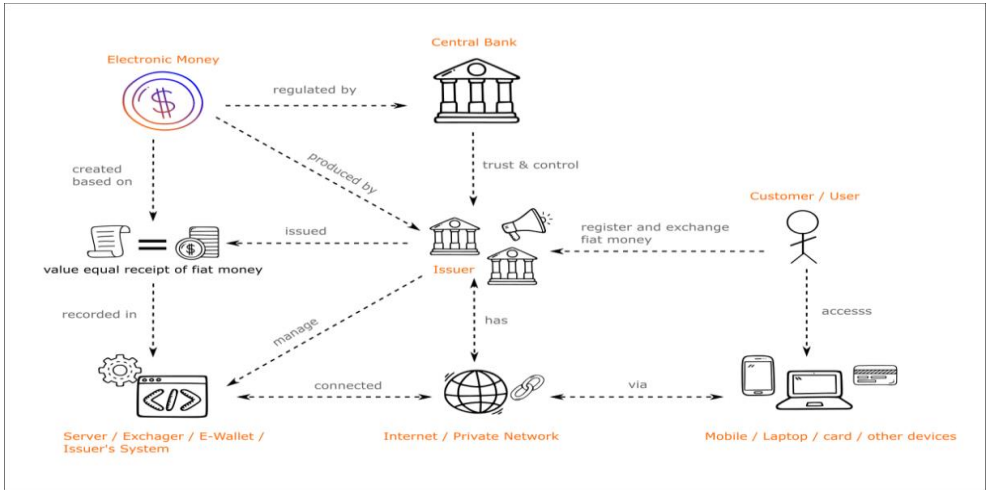 Central Bank
Electronic Money
regulated by
$
produced by
trust & control
created
based on
Customer / User
register and exchange
fiat money
issued
$
value equal receipt of fiat money
Issuer
recorded in
manage
has
accesss
connected
via
</>
Server / Exchager / E-Wallet /
Issuer's System
Internet / Private Network
Mobile / Laptop / card / other devices